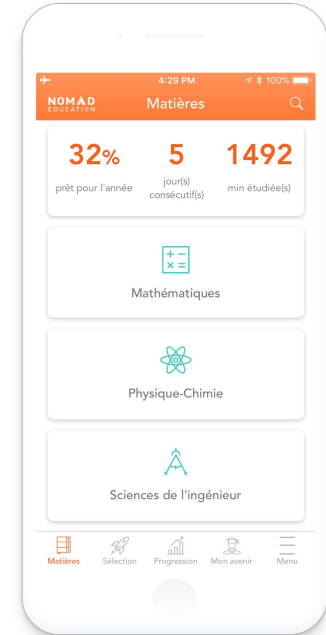 4:29 PM
100%
NOMAD
EDUCATION
Matières
32%
prêt pour l'année
5
jour(s)
consécutif(s)
1492
min étudiée(s)
+ -
× =
Mathématiques
Physique-Chimie
Sciences de l'ingénieur
Matières
Sélection
Progression
Mon avenir
Menu